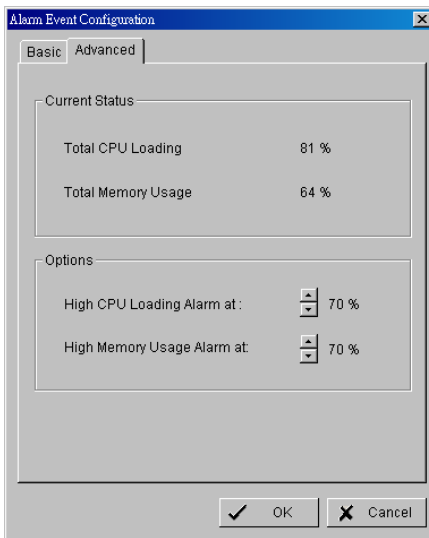 Alarm Event Configuration
Basic Advanced
Current Status
Total CPU Loading 81 %
Total Memory Usage 64 %
Options
High CPU Loading Alarm at : 70 %
High Memory Usage Alarm at: 70 %
OK Cancel